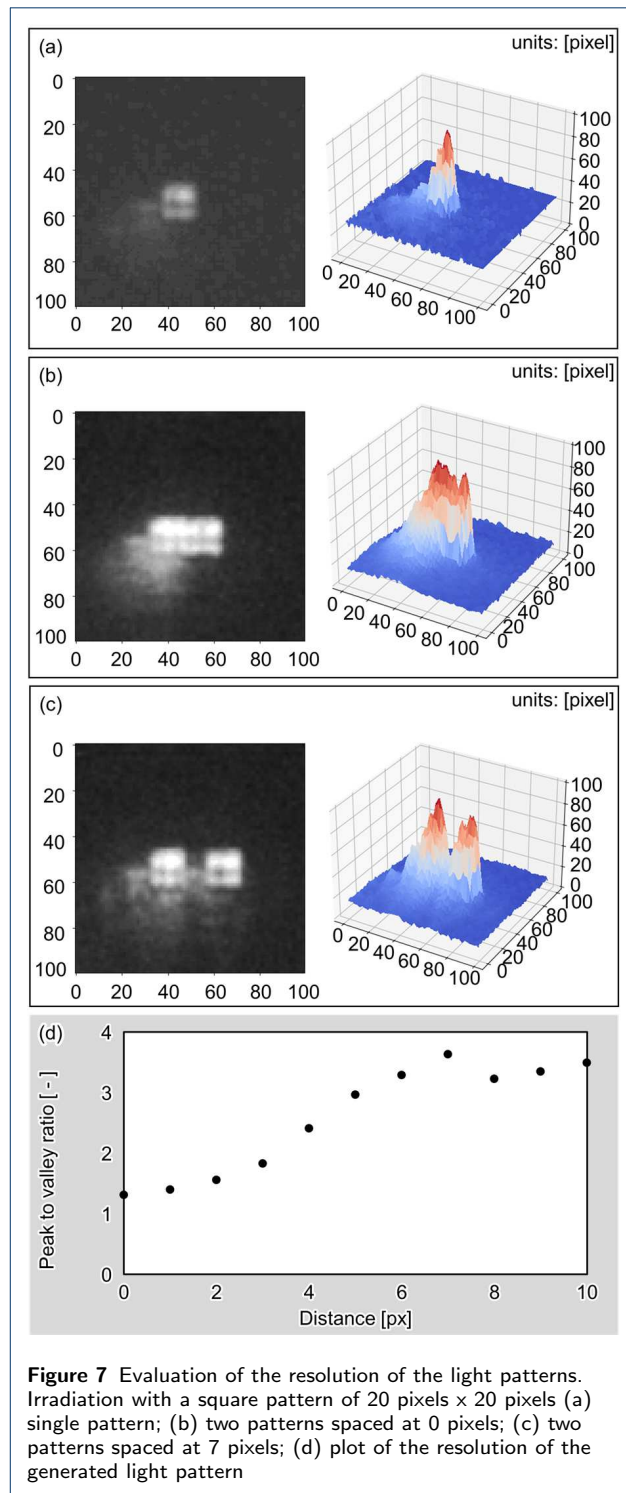 (a)
units: [pixel]
0
20
40
60
80
100
0 20 40 60 80 100
100
80
60
40
20
0
0 20 40 60 80 100
0 20 40 60 80 100
(b)
units: [pixel]
0
20
40
60
80
100
0 20 40 60 80 100
100
80
60
40
20
0
0 20 40 60 80 100
0 20 40 60 80 100
(c)
units: [pixel]
0
20
40
60
80
100
0 20 40 60 80 100
100
80
60
40
20
0
0 20 40 60 80 100
0 20 40 60 80 100
(d)
Peak to valley ratio [ - ]
4
3
2
1
0
0 2 4 6 8 10
Distance [px]
Figure 7 Evaluation of the resolution of the light patterns.
Irradiation with a square pattern of 20 pixels x 20 pixels (a)
single pattern; (b) two patterns spaced at 0 pixels; (c) two
patterns spaced at 7 pixels; (d) plot of the resolution of the
generated light pattern